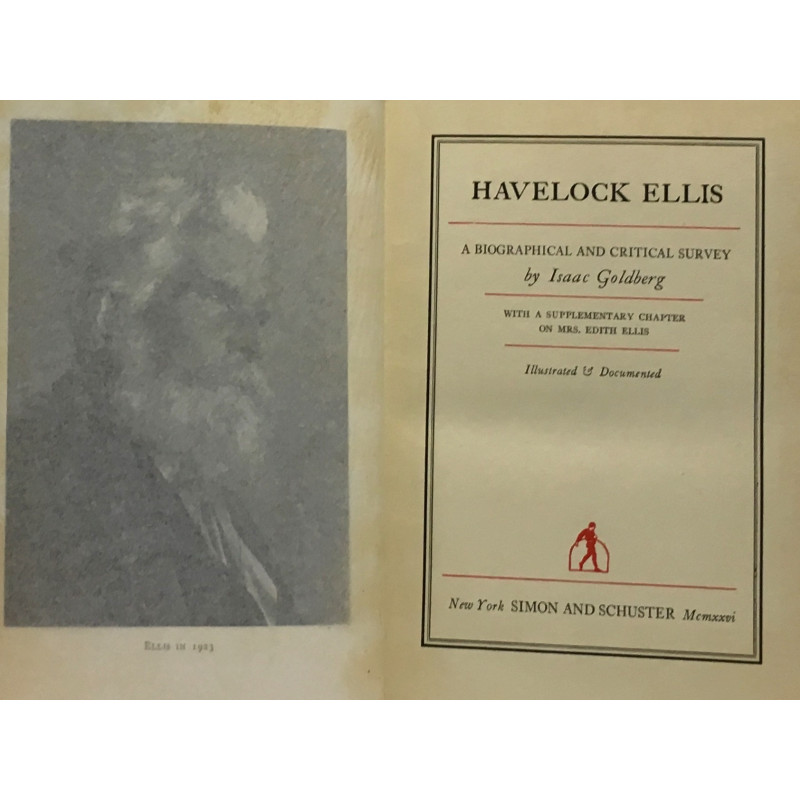 ELLIS IN 1923
HAVELOCK ELLIS
A BIOGRAPHICAL AND CRITICAL SURVEY
by Isaac Goldberg
WITH A SUPPLEMENTARY CHAPTER
ON MRS. EDITH ELLIS
Illustrated & Documented
New York SIMON AND SCHUSTER Mcmxxvi